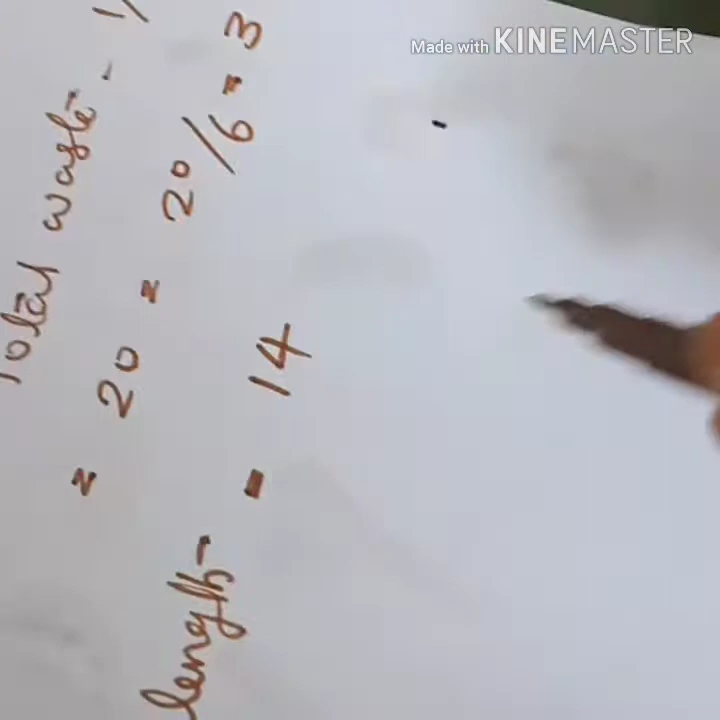 Made with KINEMASTER
Total waste -
= 20 = 20/6 = 3
length - = 14